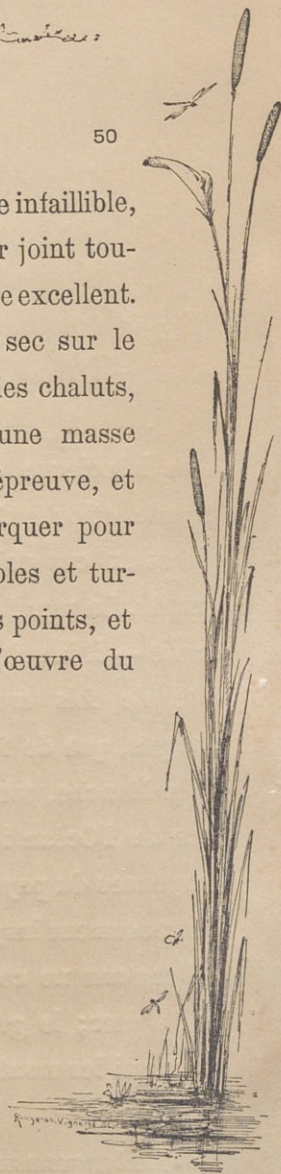 50
e infaillible,
r joint tou-
e excellent.
sec sur le
les chaluts,
une masse
épreuve, et
rquer pour
oles et tur-
s points, et
'œuvre du